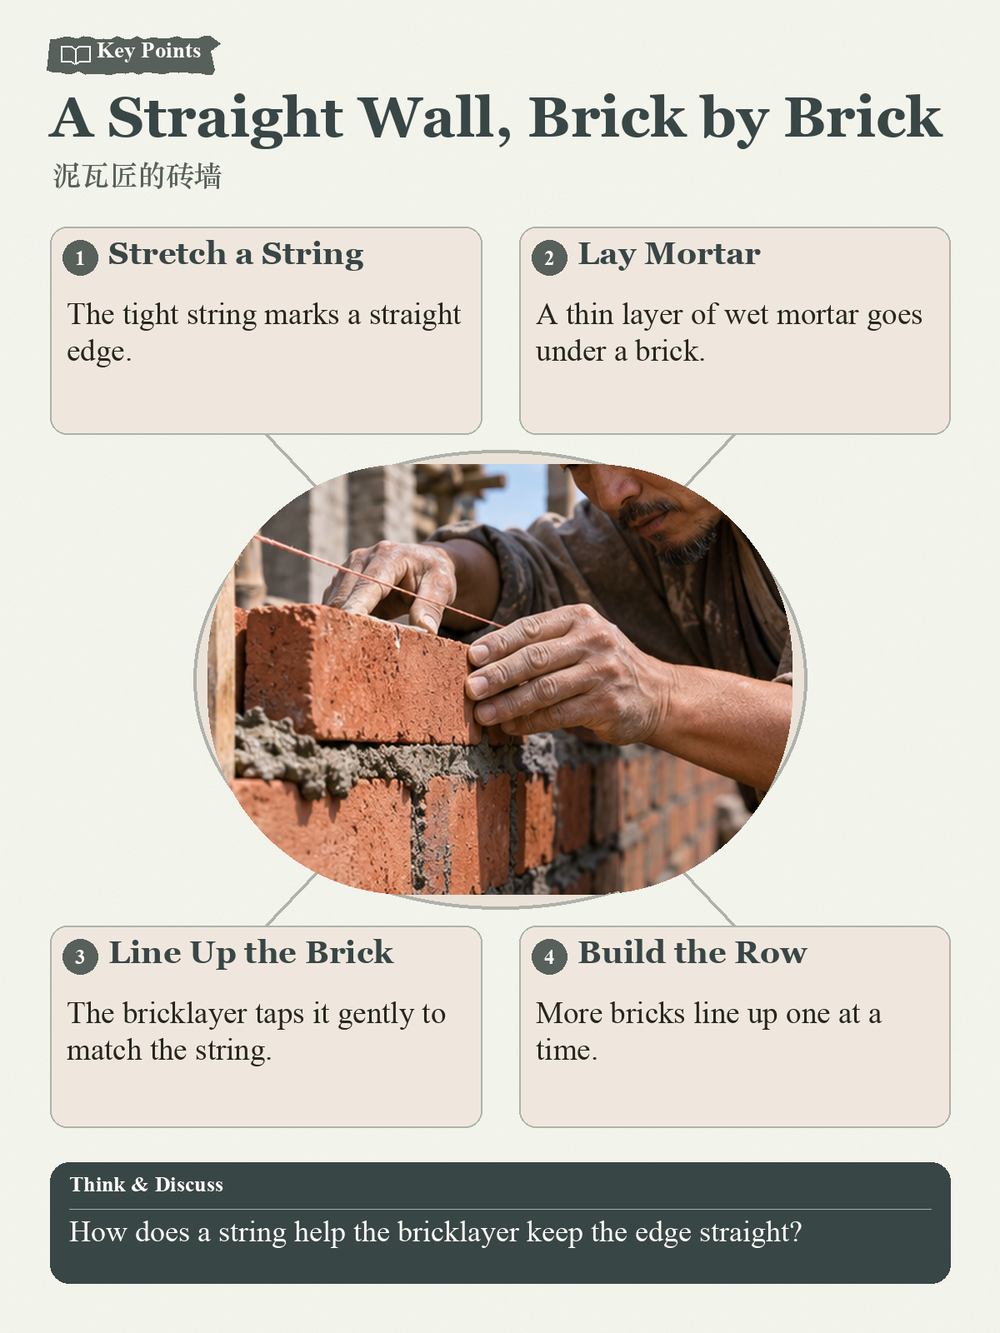 Key Points
A Straight Wall, Brick by Brick
泥瓦匠的砖墙
1 Stretch a String
The tight string marks a straight
edge.
2 Lay Mortar
A thin layer of wet mortar goes
under a brick.
3 Line Up the Brick
The bricklayer taps it gently to
match the string.
4 Build the Row
More bricks line up one at a
time.
Think & Discuss
How does a string help the bricklayer keep the edge straight?